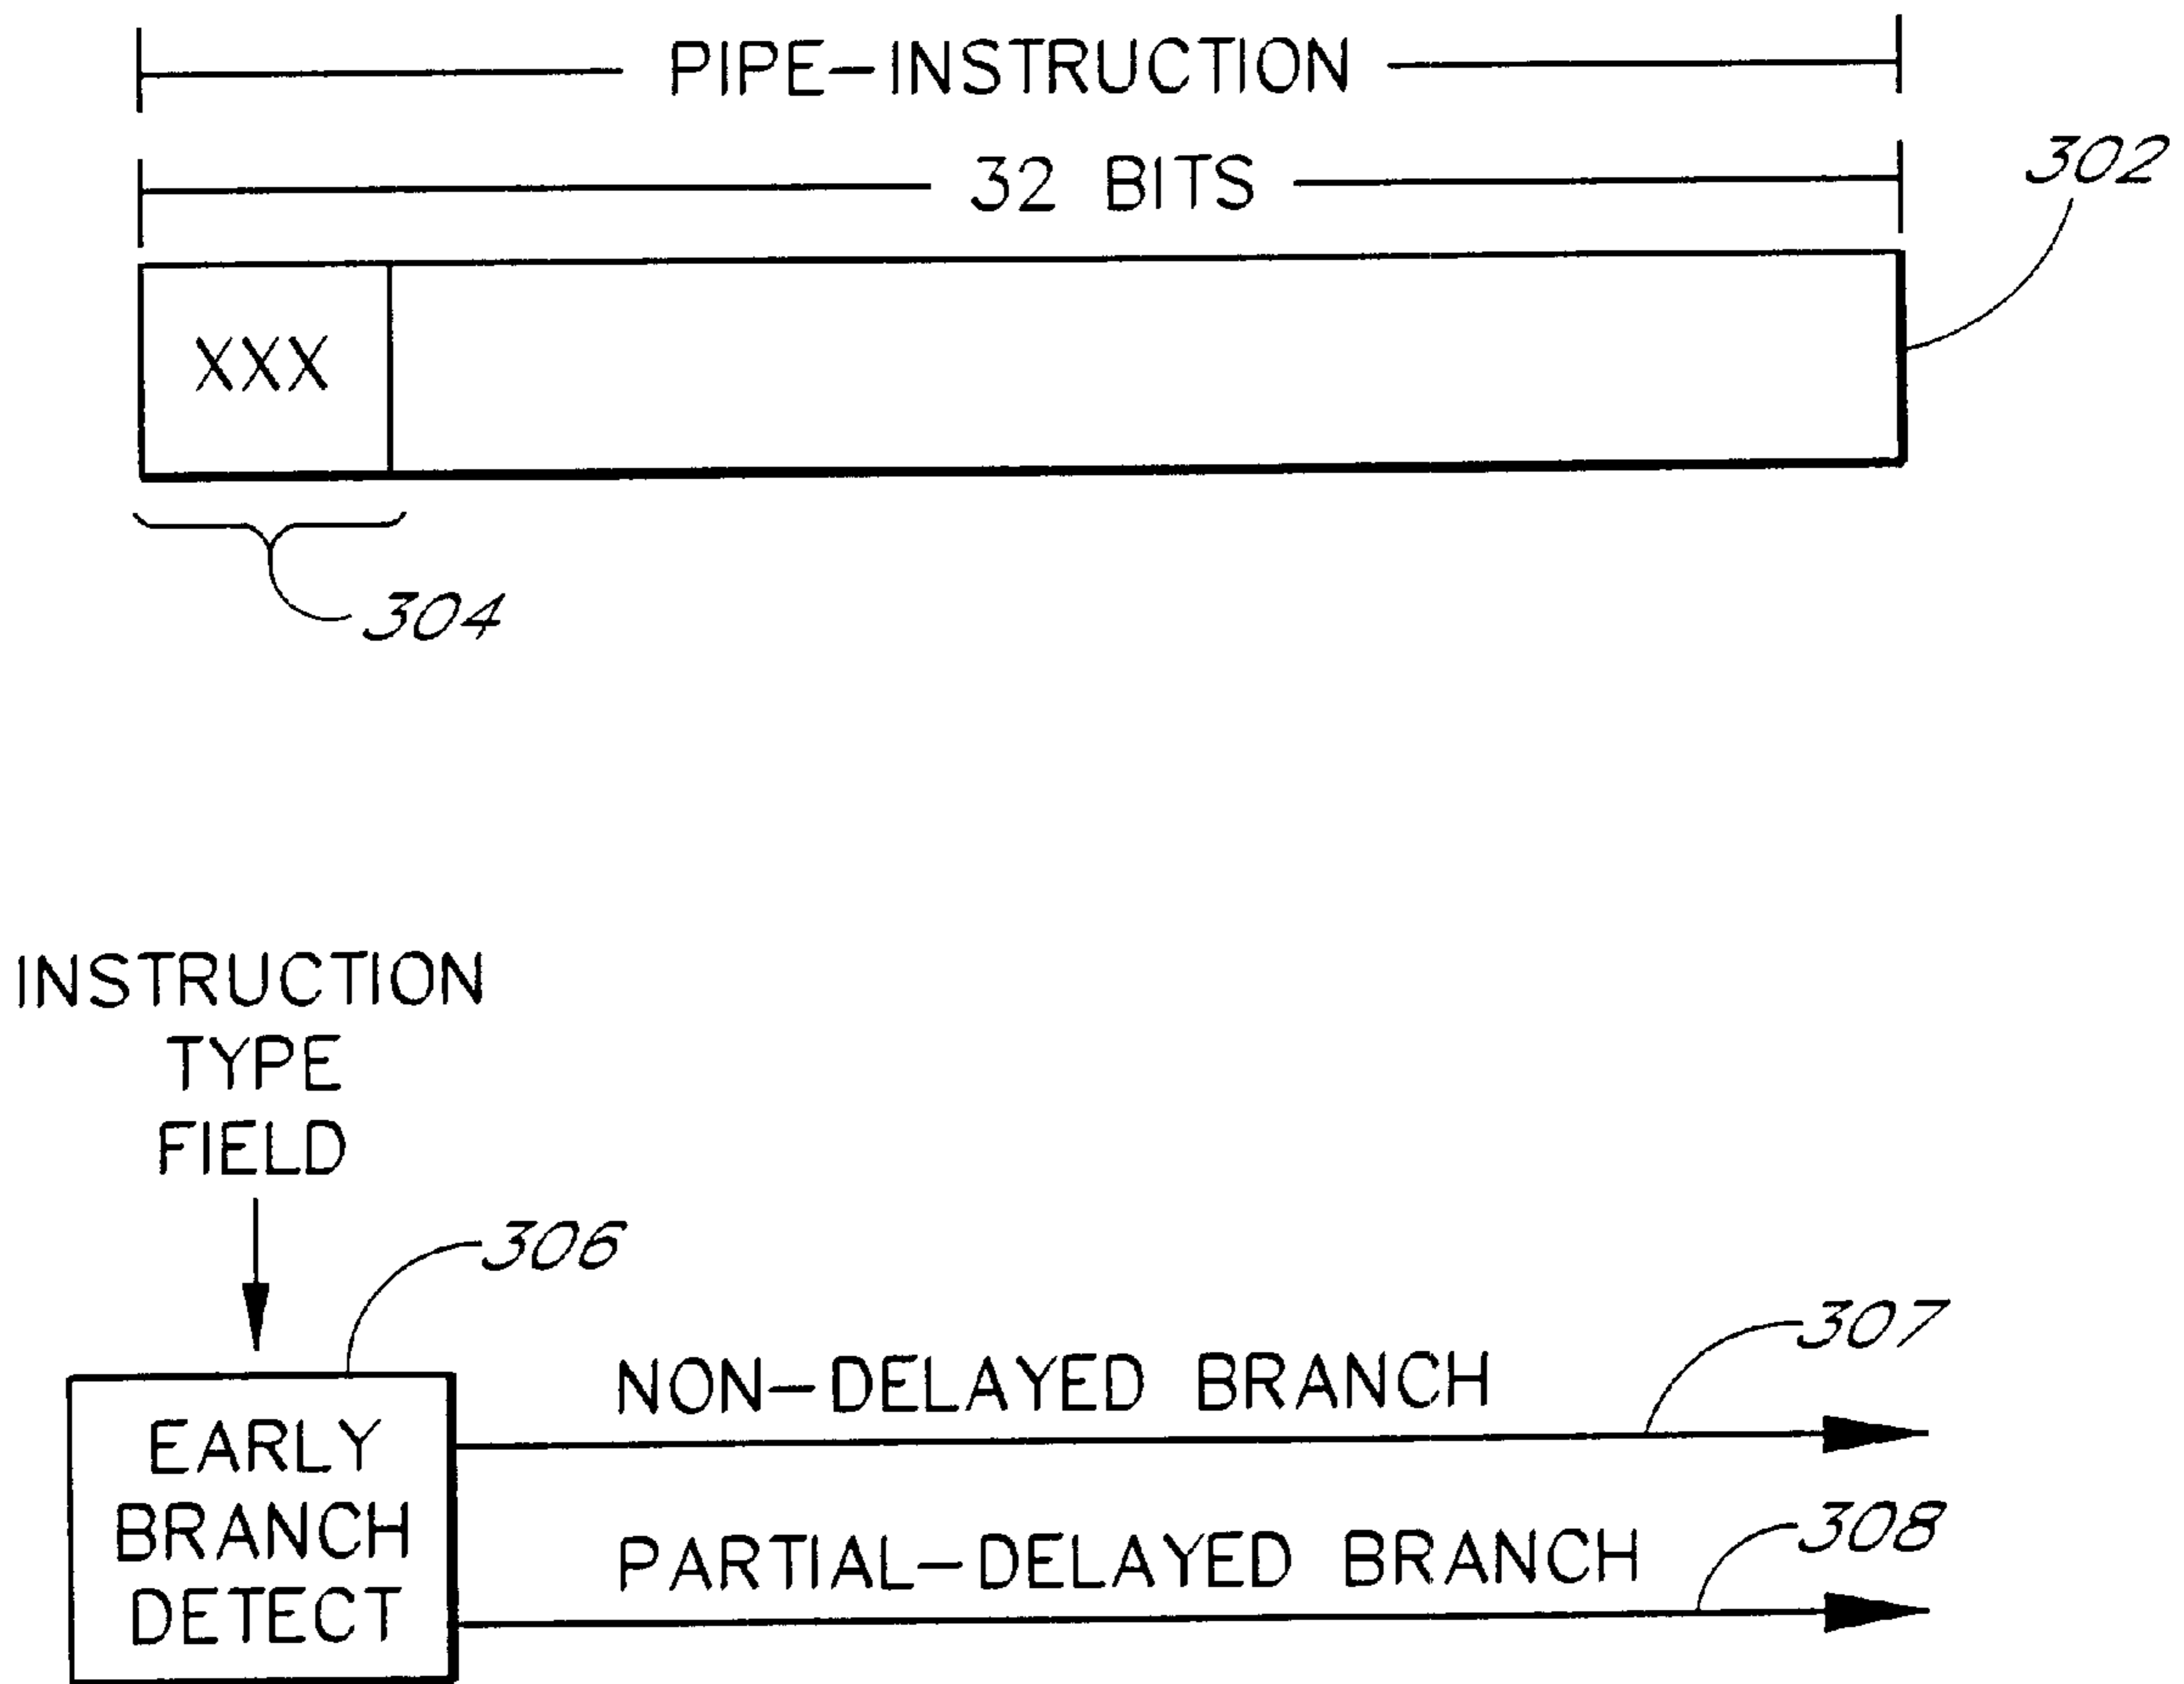 PIPE-INSTRUCTION
32 BITS
302
XXX
304
INSTRUCTION
TYPE
FIELD
306
307
NON-DELAYED BRANCH
EARLY
BRANCH
DETECT
308
PARTIAL-DELAYED BRANCH